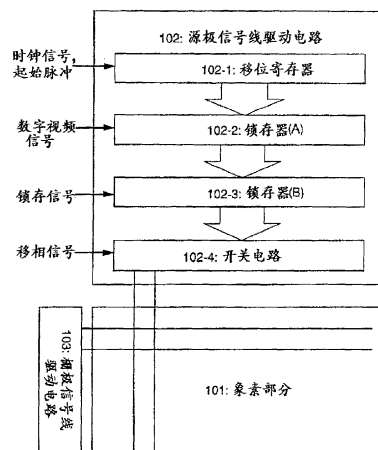 102: 源极信号线驱动电路
时钟信号,
起始脉冲
102-1: 移位寄存器
数字视频
信号
102-2: 锁存器(A)
锁存信号
102-3: 锁存器(B)
移相信号
102-4: 开关电路
103: 栅极信号线
驱动电路
101: 象素部分